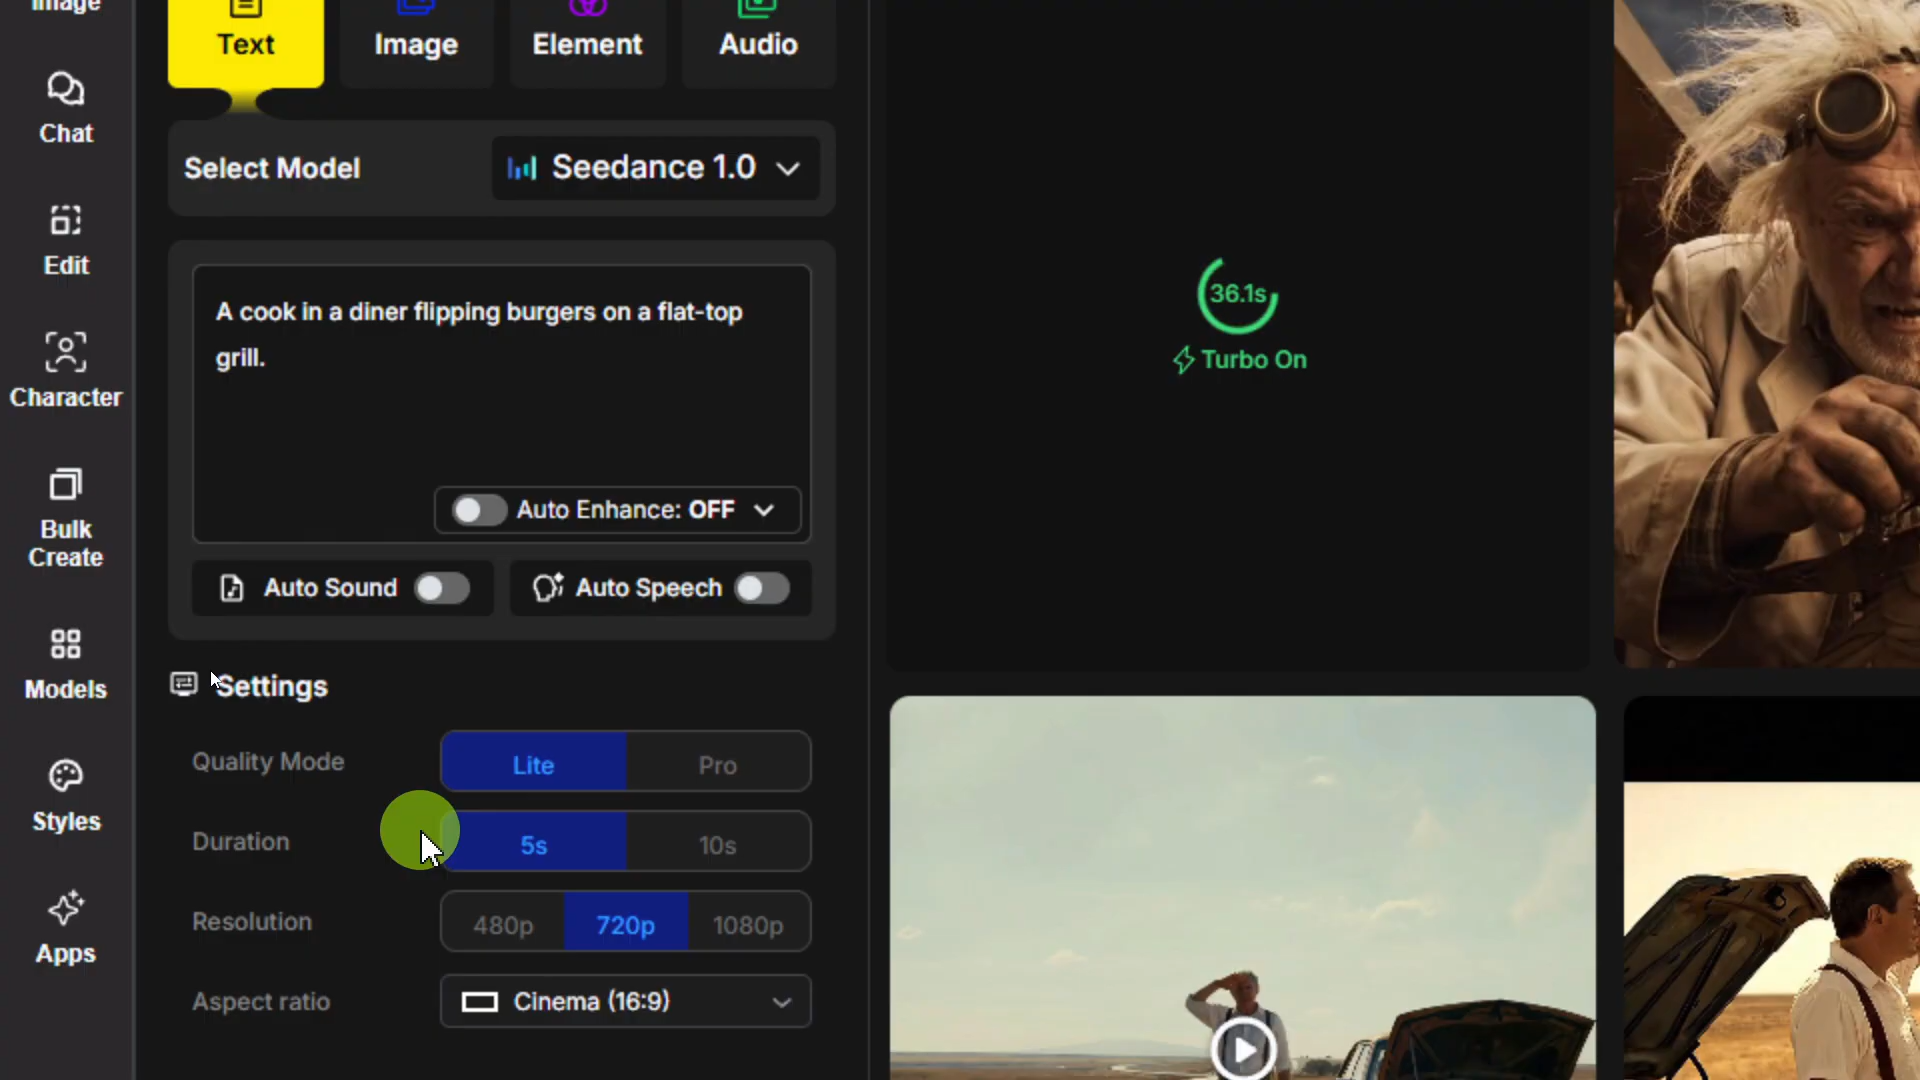 Image
Chat
Edit
Character
Bulk
Create
Models
Styles
Apps
Text
Image
Element
Audio
Select Model
Seedance 1.0
A cook in a diner flipping burgers on a flat-top
grill.
Auto Enhance: OFF
Auto Sound
Auto Speech
Settings
Quality Mode
Lite
Pro
Duration
5s
10s
Resolution
480p
720p
1080p
Aspect ratio
Cinema (16:9)
36.1s
Turbo On